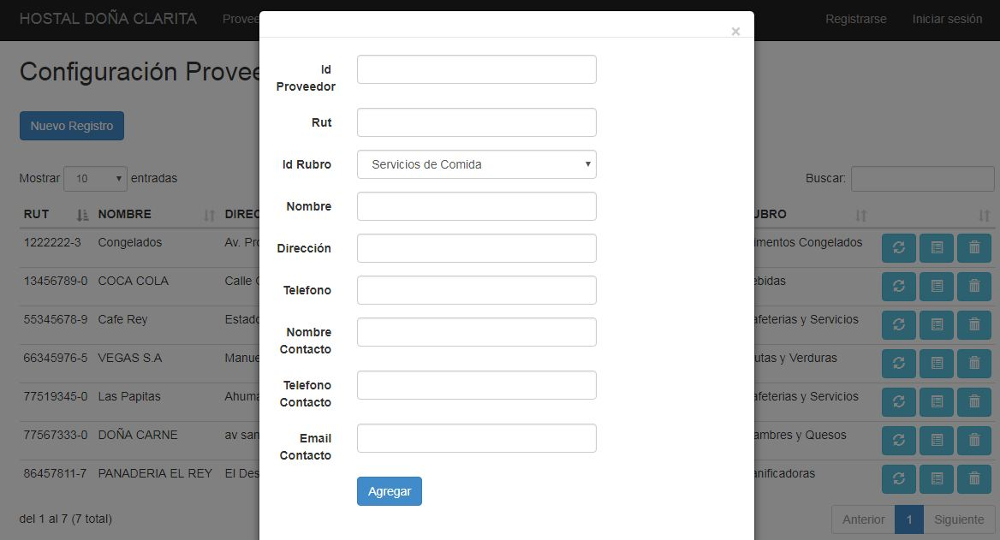 HOSTAL DOÑA CLARITA Provee Registrarse Iniciar sesión
×
Configuración Provee
Nuevo Registro
Mostrar 10 entradas
Buscar:
RUT NOMBRE DIREC UBRO
1222222-3 Congelados Av. Pro imentos Congelados
13456789-0 COCA COLA Calle ebidas
55345678-9 Cafe Rey Estado afeterias y Servicios
66345976-5 VEGAS S.A Manue utas y Verduras
77519345-0 Las Papitas Ahuma afeterias y Servicios
77567333-0 DOÑA CARNE av san ambres y Quesos
86457811-7 PANADERIA EL REY El Des anificadoras
del 1 al 7 (7 total)
Anterior 1 Siguiente
Id
Proveedor
Rut
Id Rubro Servicios de Comida
Nombre
Dirección
Telefono
Nombre
Contacto
Telefono
Contacto
Email
Contacto
Agregar